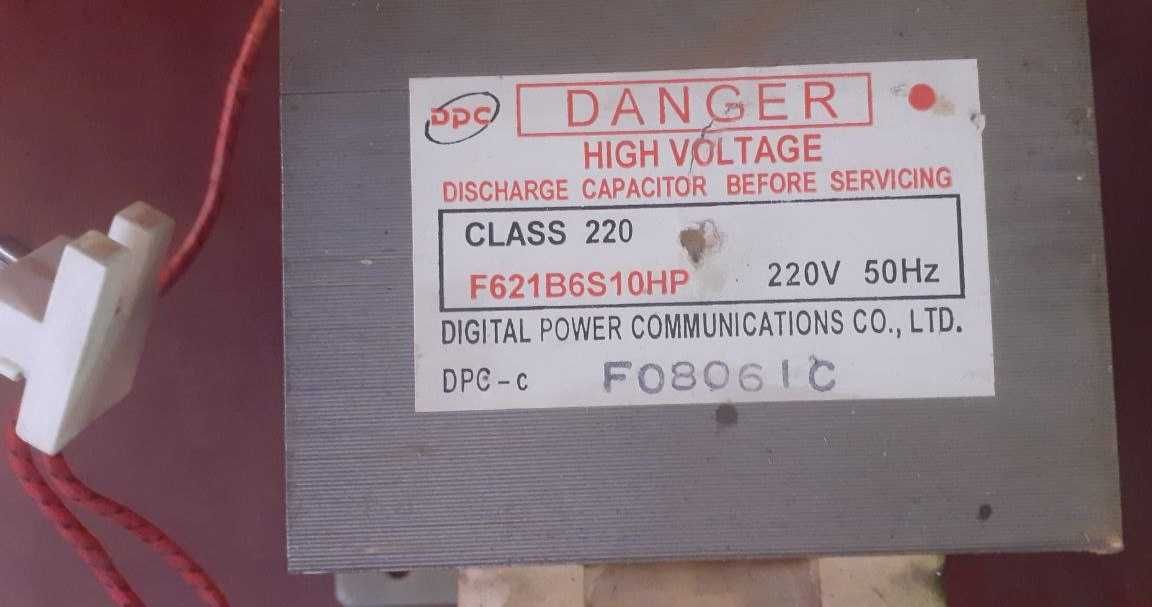 DPC DANGER
HIGH VOLTAGE
DISCHARGE CAPACITOR BEFORE SERVICING
CLASS 220
F621B6S10HP 220V 50Hz
DIGITAL POWER COMMUNICATIONS CO., LTD.
DPC-c F08061C